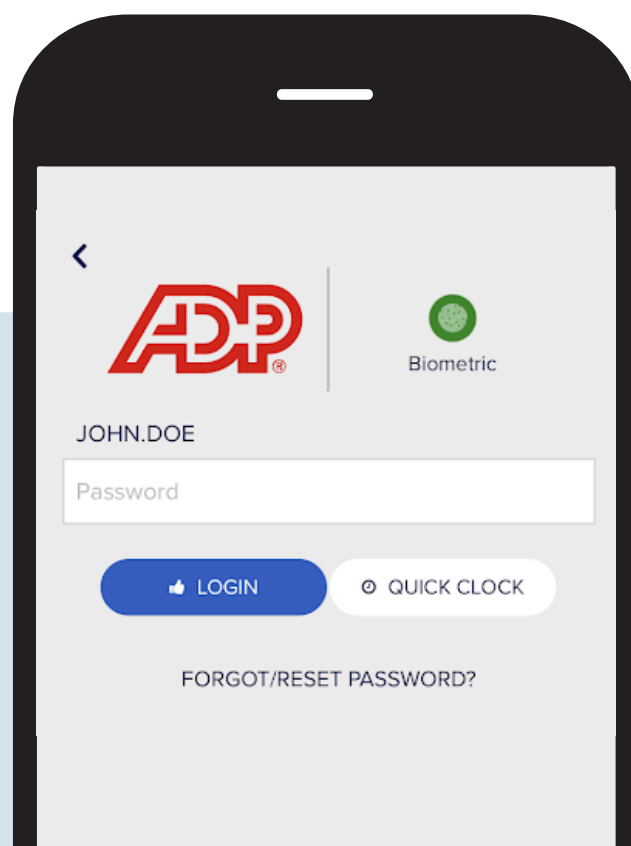 ADP®
Biometric
JOHN.DOE
Password
LOGIN
QUICK CLOCK
FORGOT/RESET PASSWORD?